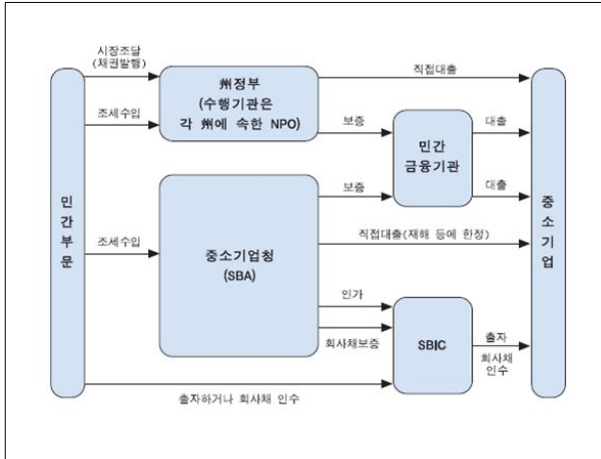 시장조달
(채권발행)
조세수입
州정부
(수행기관은
각 州에 속한 NPO)
직접대출
보증
민간
금융기관
대출
대출
보증
민간부문
조세수입
중소기업청
(SBA)
직접대출(재해 등에 한정)
중소기업
인가
회사채보증
SBIC
출자
회사채
인수
출자하거나 회사채 인수